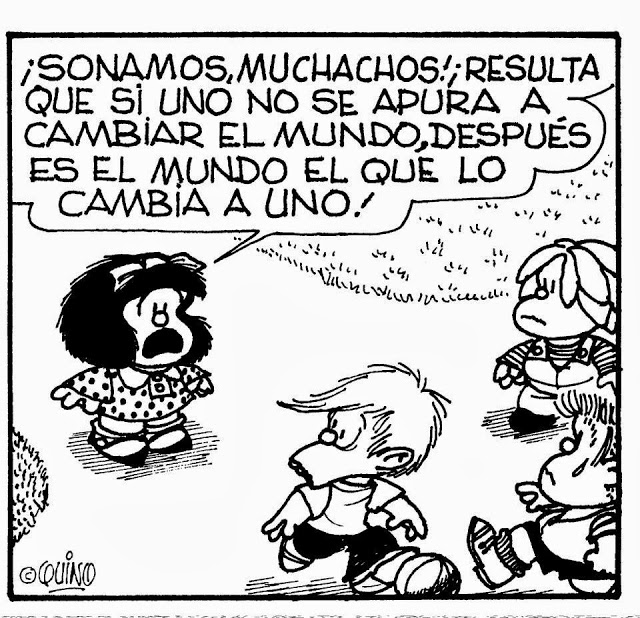 ¡SONAMOS, MUCHACHOS!¡RESULTA
QUE SI UNO NO SE APURA A
CAMBIAR EL MUNDO, DESPUÉS
ES EL MUNDO EL QUE LO
CAMBIA A UNO!
©QUINO